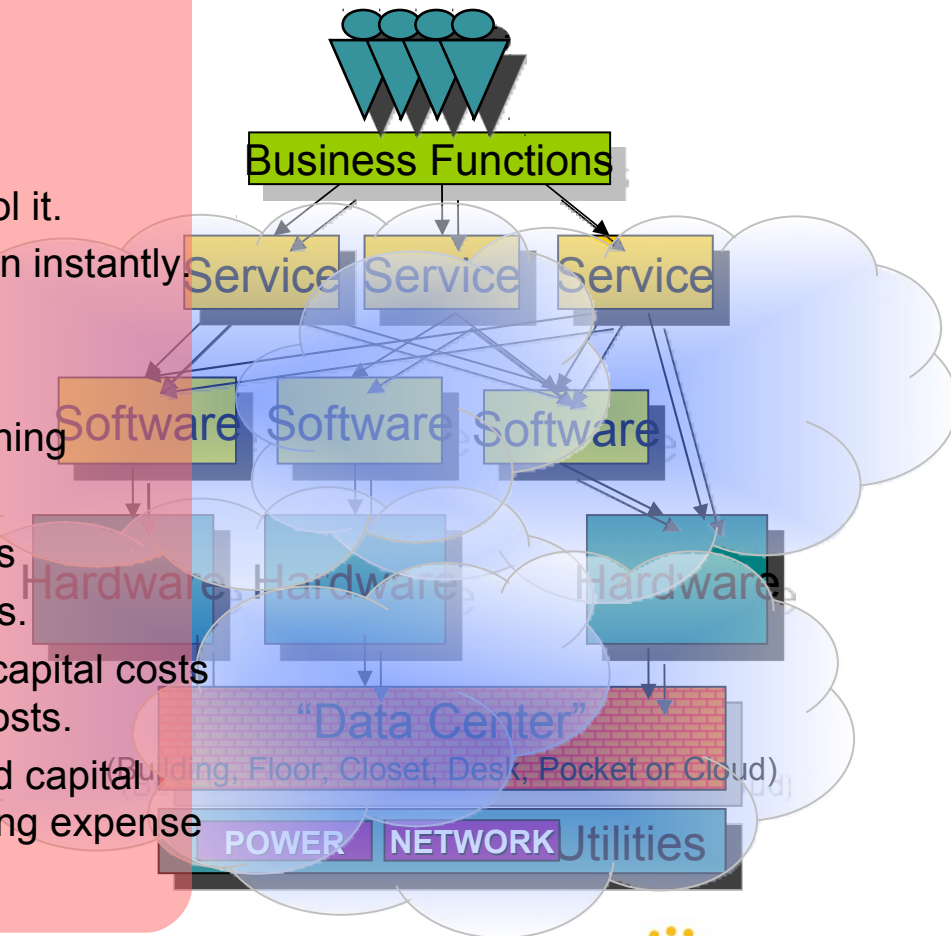 Business Functions
ol it.
n instantly.
Service Service Service
Software Software Software
ning
s
Hardware Hardware Hardware
s.
capital costs
osts.
“Data Center”
d capital
(Building, Floor, Closet, Desk, Pocket or Cloud)
ng expense
POWER NETWORK Utilities